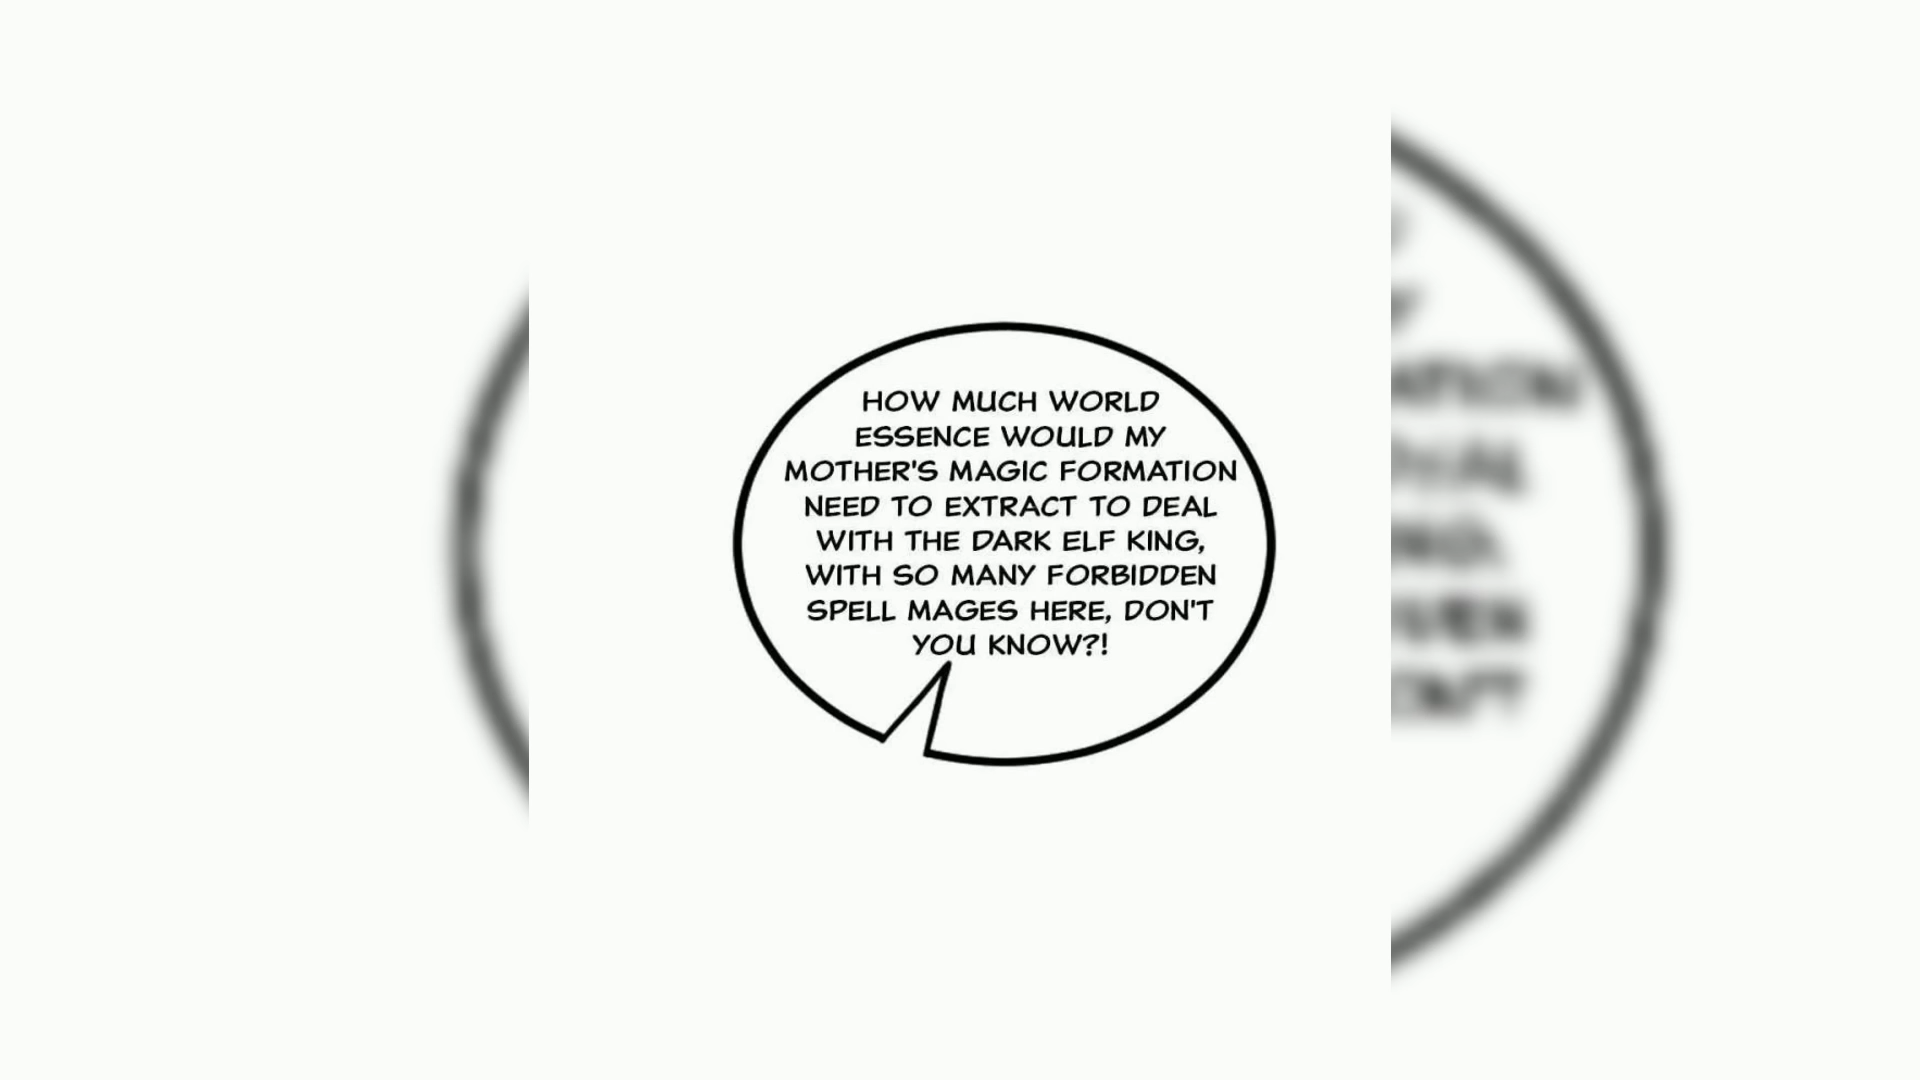 HOW MUCH WORLD
ESSENCE WOULD MY
MOTHER'S MAGIC FORMATION
NEED TO EXTRACT TO DEAL
WITH THE DARK ELF KING,
WITH SO MANY FORBIDDEN
SPELL MAGES HERE, DON'T
YOU KNOW?!